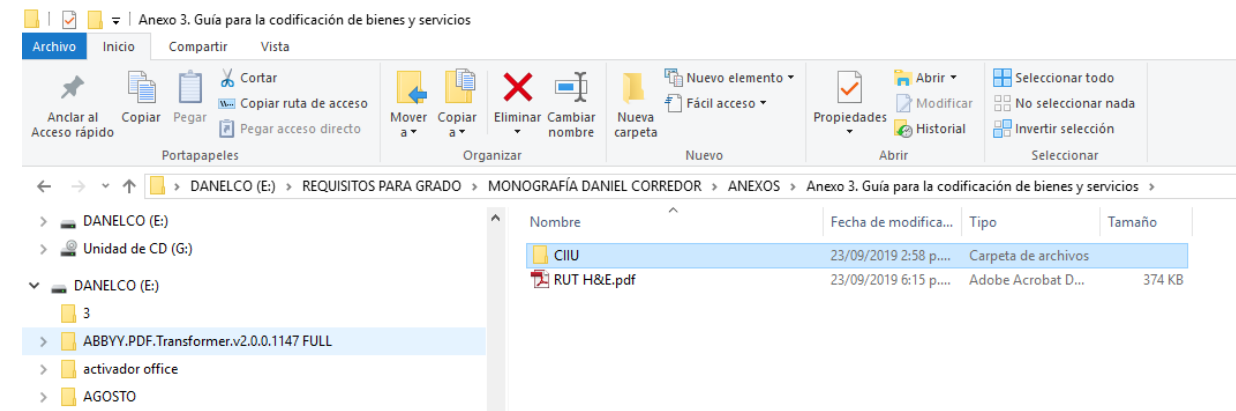 Anexo 3. Guía para la codificación de bienes y servicios
Archivo Inicio Compartir Vista
Anclar al Acceso rápido
Copiar
Pegar
Cortar
Copiar ruta de acceso
Pegar acceso directo
Portapapeles
Mover a
Copiar a
Eliminar
Cambiar nombre
Organizar
Nueva carpeta
Nuevo elemento
Fácil acceso
Nuevo
Propiedades
Abrir
Modificar
Historial
Abrir
Seleccionar todo
No seleccionar nada
Invertir selección
Seleccionar
DANELCO (E:) > REQUISITOS PARA GRADO > MONOGRAFÍA DANIEL CORREDOR > ANEXOS > Anexo 3. Guía para la codificación de bienes y servicios >
DANELCO (E:)
Unidad de CD (G:)
DANELCO (E:)
3
ABBYY.PDF.Transformer.v2.0.0.1147 FULL
activador office
AGOSTO
Nombre Fecha de modifica... Tipo Tamaño
CIIU 23/09/2019 2:58 p.... Carpeta de archivos
RUT H&E.pdf 23/09/2019 6:15 p.... Adobe Acrobat D... 374 KB